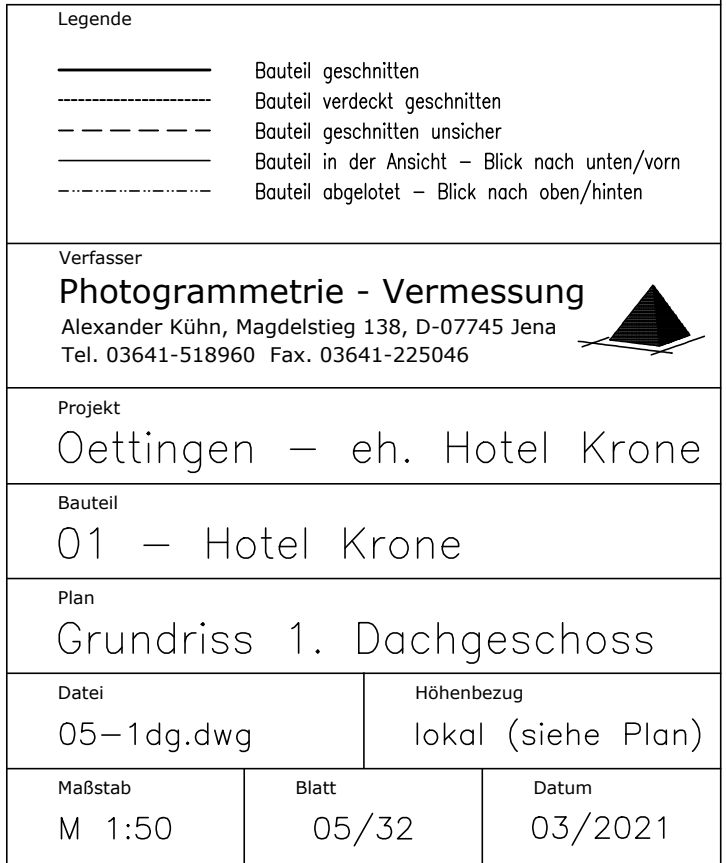 Legende
Bauteil geschnitten
Bauteil verdeckt geschnitten
Bauteil geschnitten unsicher
Bauteil in der Ansicht – Blick nach unten/vorn
Bauteil abgelotet – Blick nach oben/hinten
Verfasser
Photogrammetrie - Vermessung
Alexander Kühn, Magdelstieg 138, D-07745 Jena
Tel. 03641-518960 Fax. 03641-225046
Projekt
Oettingen – eh. Hotel Krone
Bauteil
01 – Hotel Krone
Plan
Grundriss 1. Dachgeschoss
Datei Höhenbezug
05-1dg.dwg lokal (siehe Plan)
Maßstab Blatt Datum
M 1:50 05/32 03/2021